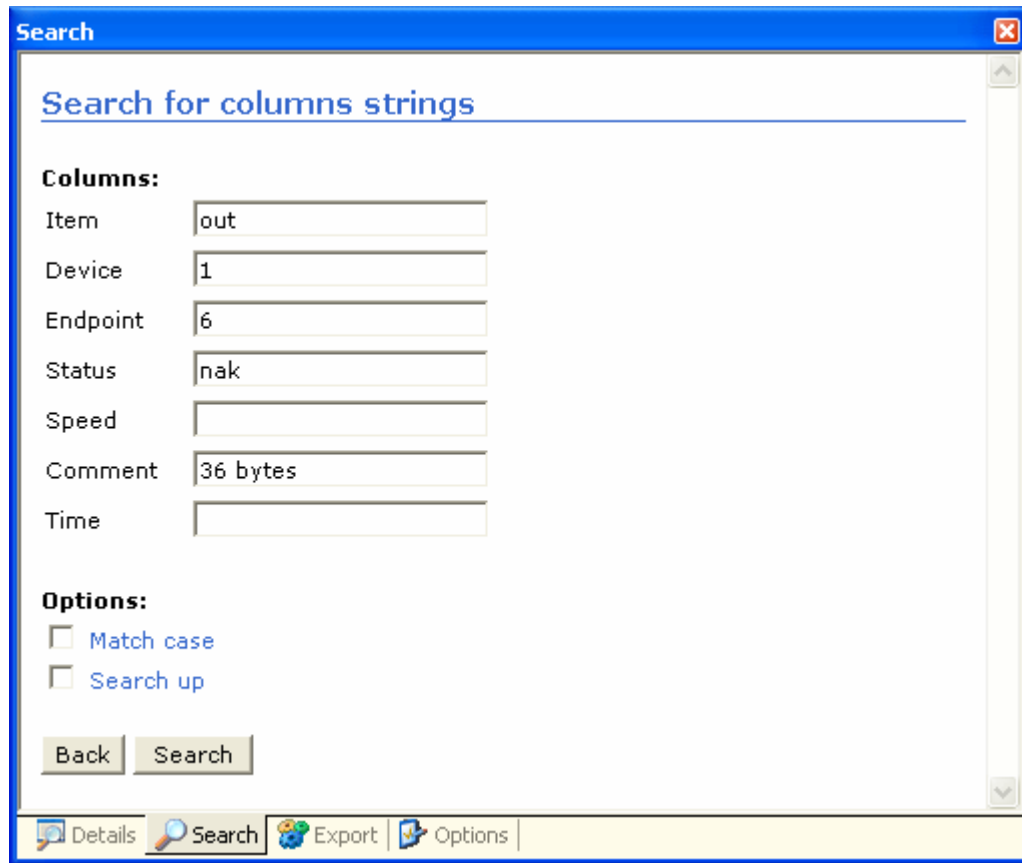 Search
Search for columns strings
Columns:
Item out
Device 1
Endpoint 6
Status nak
Speed
Comment 36 bytes
Time
Options:
Match case
Search up
Back Search
Details Search Export Options